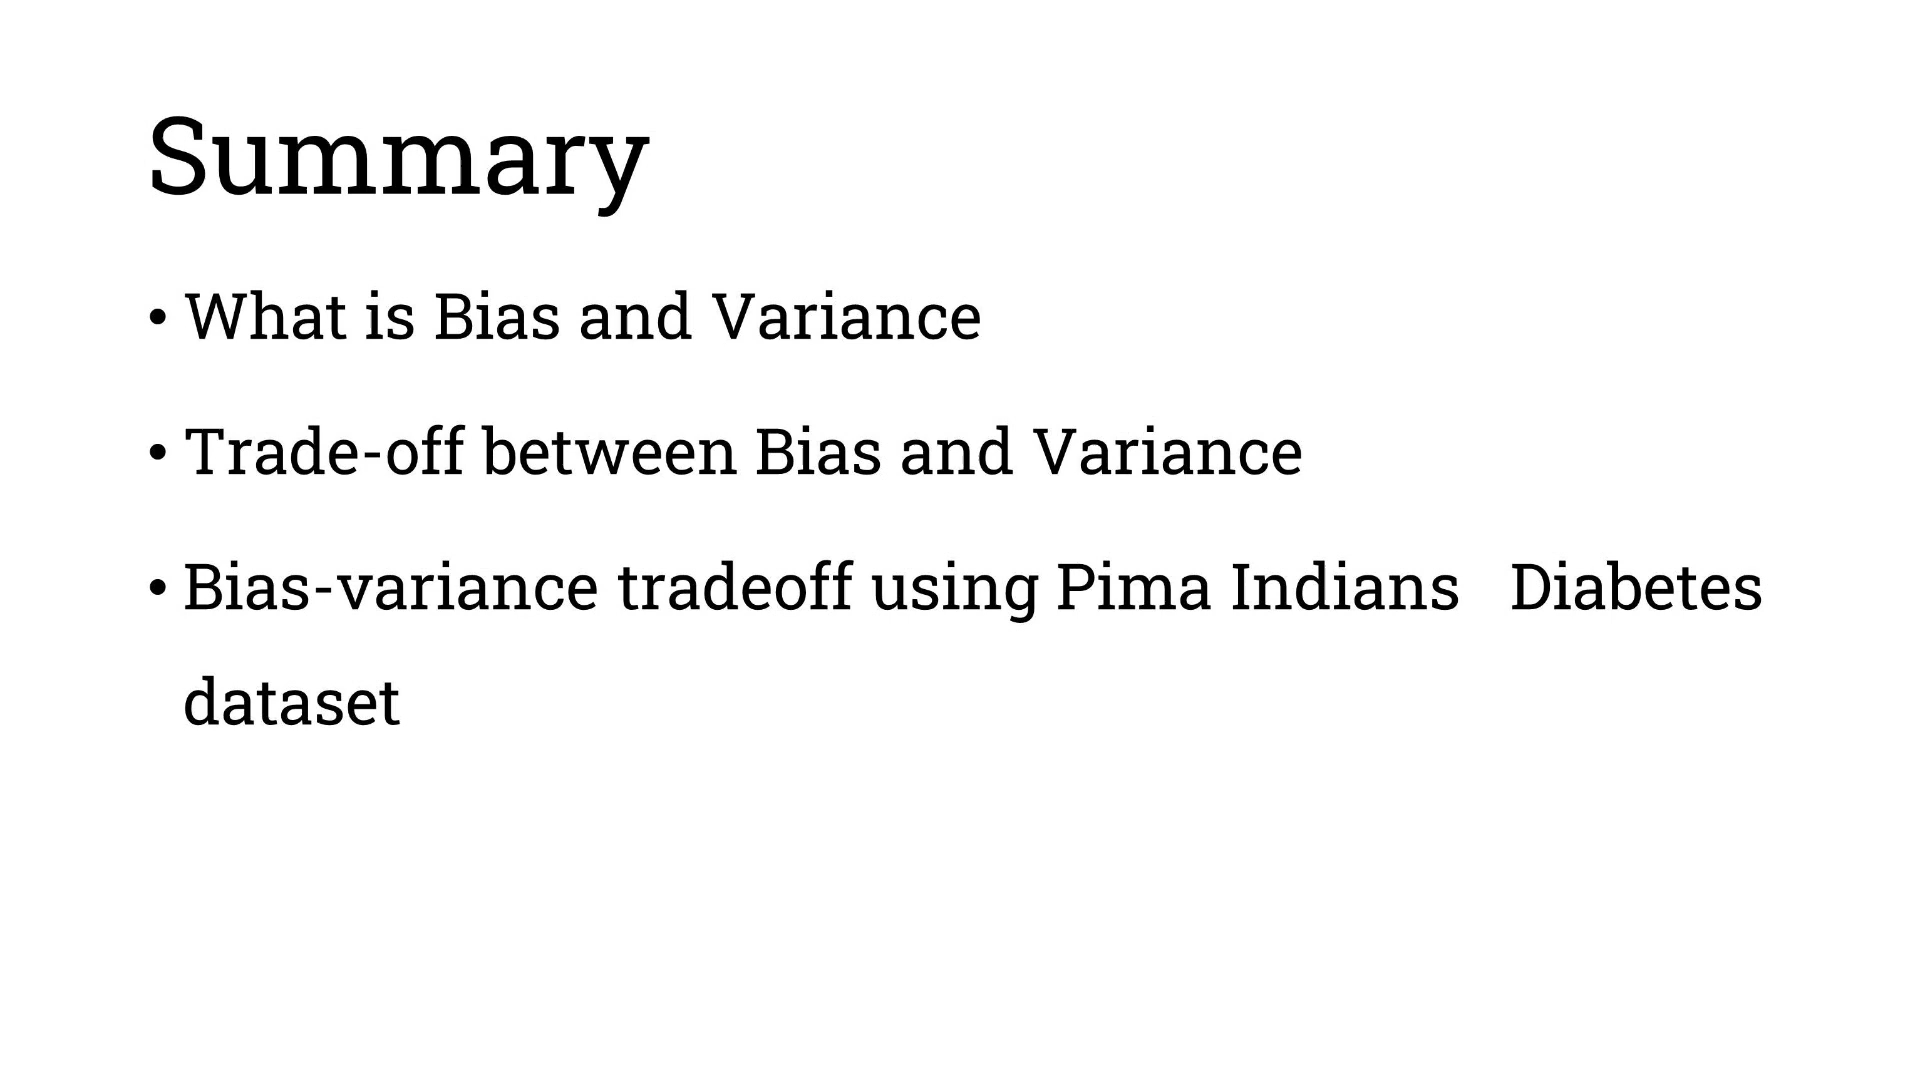 Summary
• What is Bias and Variance
• Trade-off between Bias and Variance
• Bias-variance tradeoff using Pima Indians   Diabetes
dataset